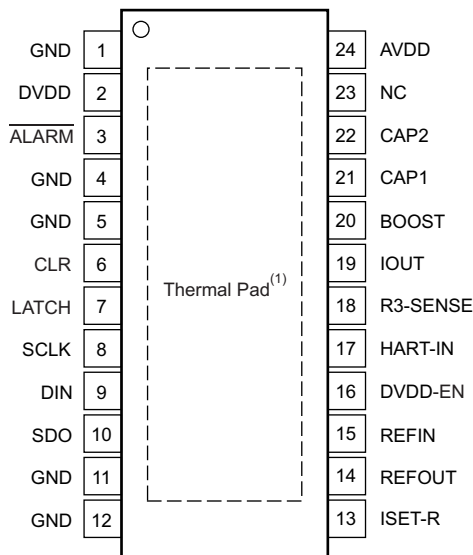 GND 1 24 AVDD
DVDD 2 23 NC
ALARM 3 22 CAP2
GND 4 21 CAP1
GND 5 20 BOOST
CLR 6 19 IOUT
Thermal Pad(1)
LATCH 7 18 R3-SENSE
SCLK 8 17 HART-IN
DIN 9 16 DVDD-EN
SDO 10 15 REFIN
GND 11 14 REFOUT
GND 12 13 ISET-R